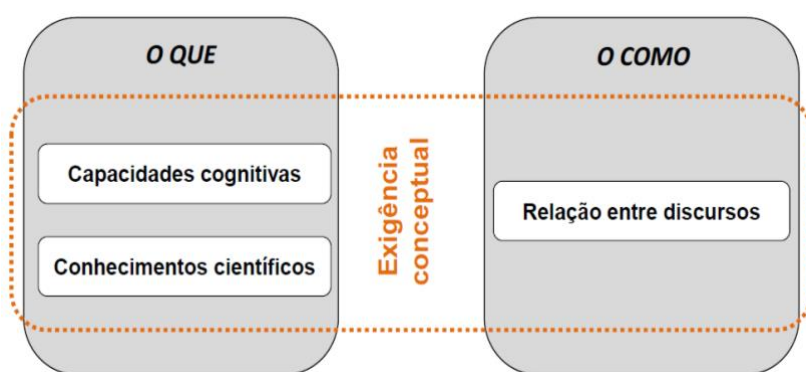 O QUE
Capacidades cognitivas
Conhecimentos científicos
Exigência
conceptual
O COMO
Relação entre discursos